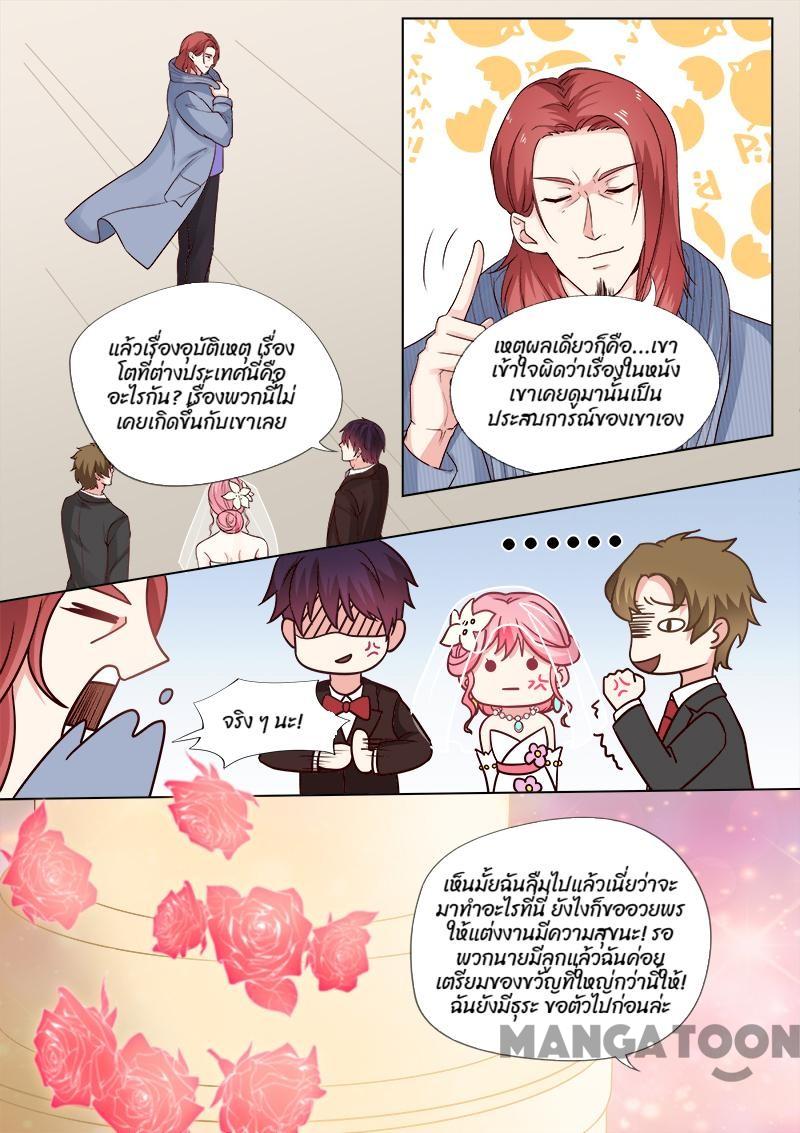 แล้วเรื่องอุบัติเหตุ เรื่อง
โตที่ต่างประเทศนี่คือ
อะไรกัน? เรื่องพวกนี้ไม่
เคยเกิดขึ้นกับเขาเลย
เหตุผลเดียวก็คือ...เขา
เข้าใจผิดว่าเรื่องในหนัง
เขาเคยดูมานั้นเป็น
ประสบการณ์ของเขาเอง
••••••
จริง ๆ นะ!
เห็นมั้ยฉันลืมไปแล้วเนี่ยว่าจะ
มาทำอะไรที่นี่ ยังไงก็ขออวยพร
ให้แต่งงานมีความสุขนะ! รอ
พวกนายมีลูกแล้วฉันค่อย
เตรียมของขวัญที่ใหญ่กว่านี้ให้!
ฉันยังมีธุระ ขอตัวไปก่อนล่ะ
MANGATOON